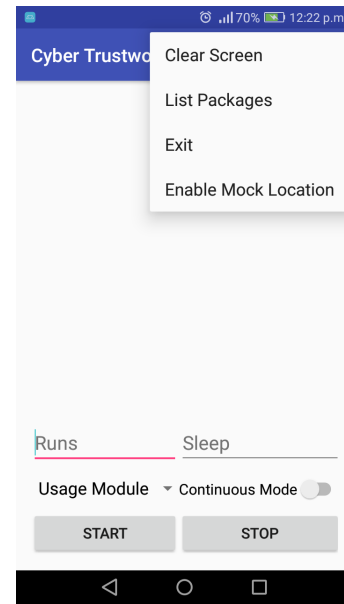 70% 12:22 p.m
Cyber Trustwo
Clear Screen
List Packages
Exit
Enable Mock Location
Runs Sleep
Usage Module Continuous Mode
START STOP